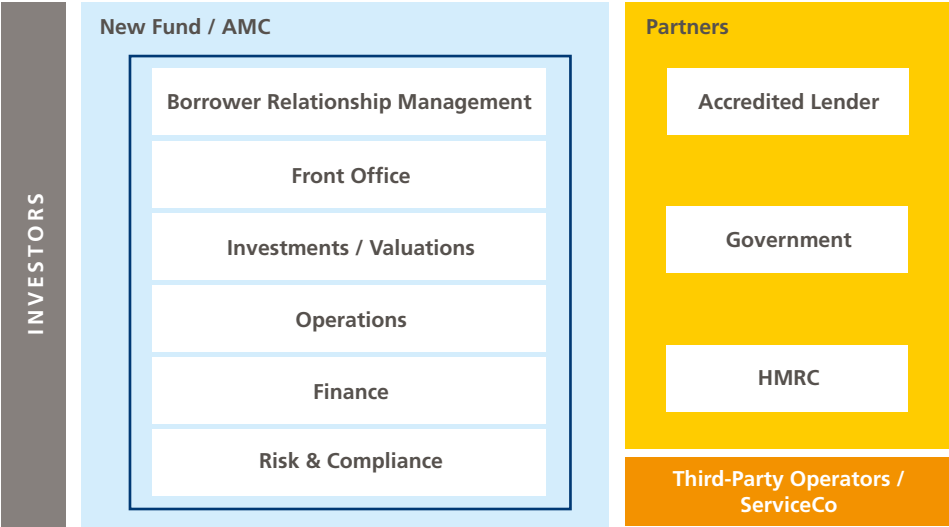 INVESTORS
New Fund / AMC
Borrower Relationship Management
Front Office
Investments / Valuations
Operations
Finance
Risk & Compliance
Partners
Accredited Lender
Government
HMRC
Third-Party Operators /
ServiceCo